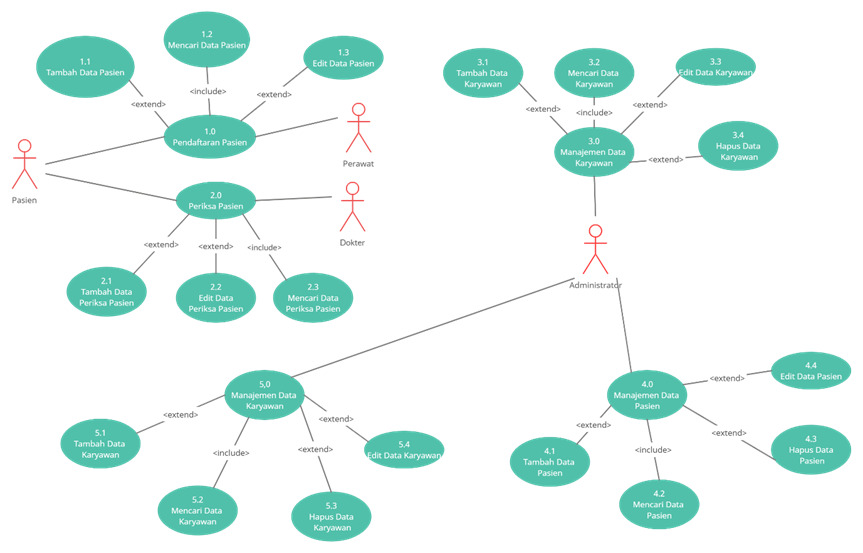 1.1
Tambah Data Pasien
1.2
Mencari Data Pasien
1.3
Edit Data Pasien
<extend>
<include>
<extend>
1.0
Pendaftaran Pasien
Pasien
Perawat
2.0
Periksa Pasien
Dokter
<extend>
<extend>
<include>
2.1
Tambah Data
Periksa Pasien
2.2
Edit Data
Periksa Pasien
2.3
Mencari Data
Periksa Pasien
3.1
Tambah Data
Karyawan
3.2
Mencari Data
Karyawan
3.3
Edit Data Karyawan
<extend>
<include>
<extend>
3.0
Manajemen Data
Karyawan
<extend>
3.4
Hapus Data
Karyawan
Administrator
5,0
Manajemen Data
Karyawan
<extend>
<include>
<extend>
<extend>
5.1
Tambah Data
Karyawan
5.2
Mencari Data
Karyawan
5.3
Hapus Data
Karyawan
5.4
Edit Data Karyawan
4.0
Manajemen Data
Pasien
<extend>
4.4
Edit Data Pasien
<extend>
<include>
<extend>
4,1
Tambah Data
Pasien
4.2
Mencari Data
Pasien
4.3
Hapus Data
Pasien